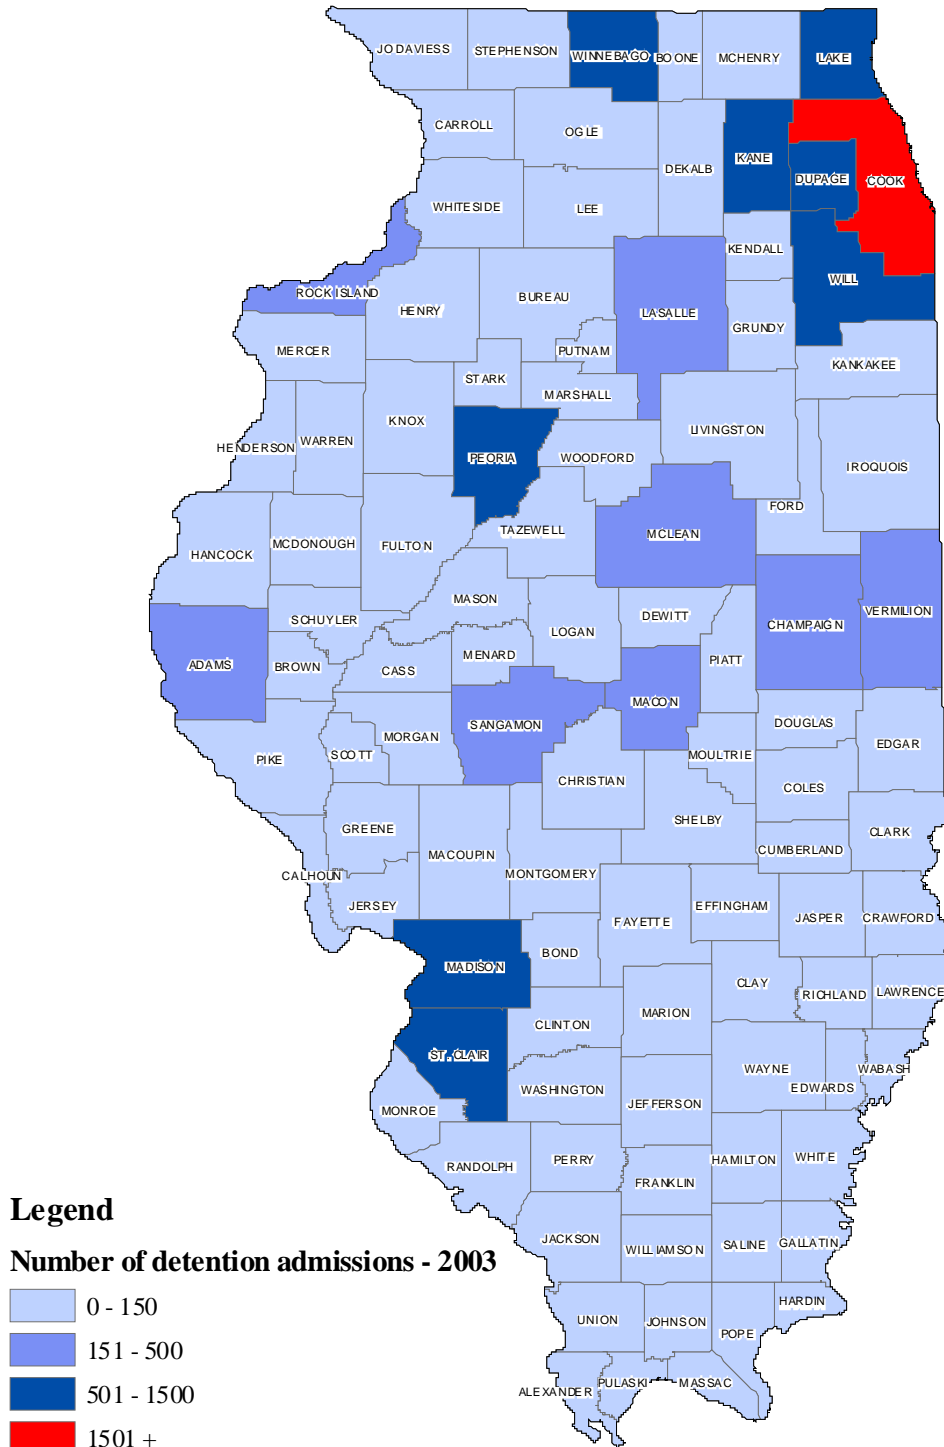 JO DAVIESS
STEPHENSON
WINNEBAGO
BOONE
MCHENRY
LAKE
CARROLL
OGLE
DEKALB
KANE
DUPAGE
COOK
WHITESIDE
LEE
KENDALL
WILL
ROCK ISLAND
HENRY
BUREAU
LASALLE
GRUNDY
MERCER
PUTNAM
KANKAKEE
STARK
MARSHALL
KNOX
LIVINGSTON
HENDERSON
WARREN
PEORIA
WOODFORD
IROQUOIS
FORD
HANCOCK
MCDONOUGH
FULTON
TAZEWELL
MCLEAN
SCHUYLER
MASON
LOGAN
DEWITT
CHAMPAIGN
VERMILION
ADAMS
BROWN
CASS
MENARD
PIATT
MACON
SANGAMON
DOUGLAS
PIKE
SCOTT
MORGAN
MOULTRIE
EDGAR
CHRISTIAN
COLES
GREENE
SHELBY
MACOUPIN
CUMBERLAND
CLARK
CALHOUN
MONTGOMERY
JERSEY
FAYETTE
EFFINGHAM
JASPER
CRAWFORD
BOND
MADISON
CLAY
RICHLAND
LAWRENCE
CLINTON
MARION
ST. CLAIR
WAYNE
WABASH
WASHINGTON
EDWARDS
JEFFERSON
MONROE
RANDOLPH
PERRY
HAMILTON
WHITE
FRANKLIN
JACKSON
WILLIAMSON
SALINE
GALLATIN
UNION
JOHNSON
POPE
HARDIN
ALEXANDER
PULASKI
MASSAC
Legend
Number of detention admissions - 2003
0 - 150
151 - 500
501 - 1500
1501 +